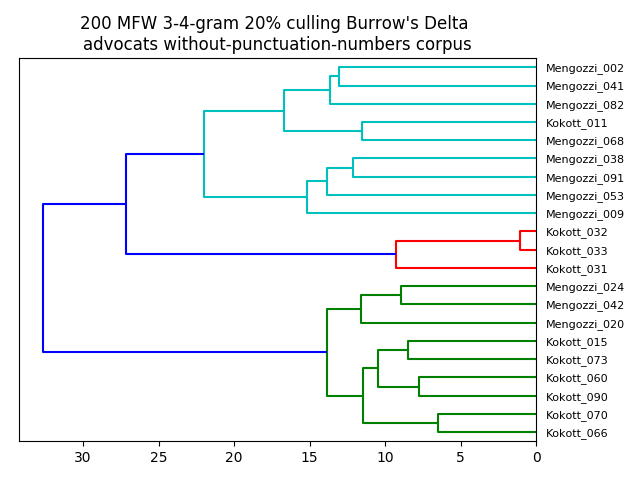 200 MFW 3-4-gram 20% culling Burrow's Delta
advocats without-punctuation-numbers corpus
Mengozzi_002
Mengozzi_041
Mengozzi_082
Kokott_011
Mengozzi_068
Mengozzi_038
Mengozzi_091
Mengozzi_053
Mengozzi_009
Kokott_032
Kokott_033
Kokott_031
Mengozzi_024
Mengozzi_042
Mengozzi_020
Kokott_015
Kokott_073
Kokott_060
Kokott_090
Kokott_070
Kokott_066
30 25 20 15 10 5 0